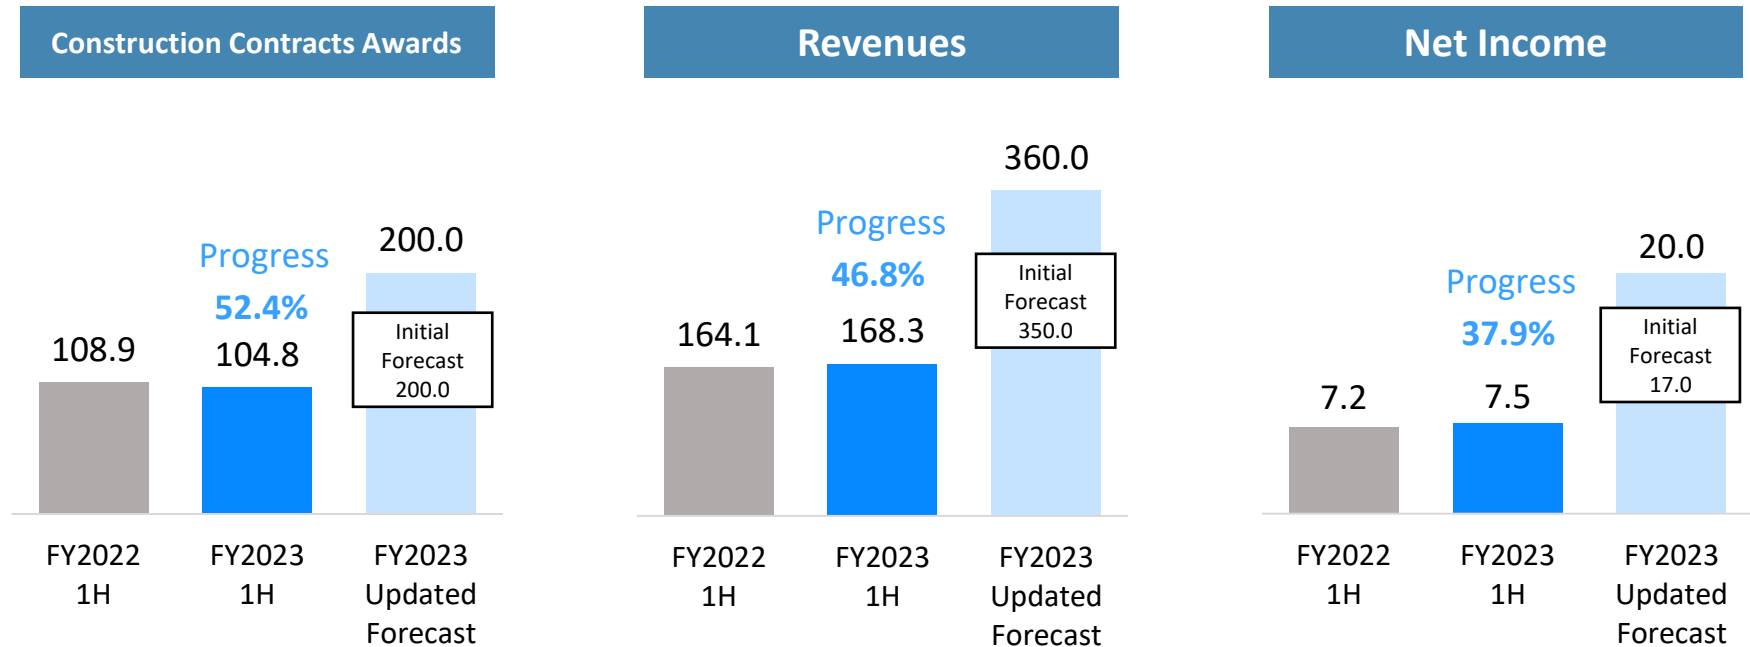 Construction Contracts Awards
Progress
52.4%
108.9
104.8
200.0
Initial
Forecast
200.0
FY2022
1H
FY2023
1H
FY2023
Updated
Forecast
Revenues
Progress
46.8%
164.1
168.3
360.0
Initial
Forecast
350.0
FY2022
1H
FY2023
1H
FY2023
Updated
Forecast
Net Income
Progress
37.9%
7.2
7.5
20.0
Initial
Forecast
17.0
FY2022
1H
FY2023
1H
FY2023
Updated
Forecast